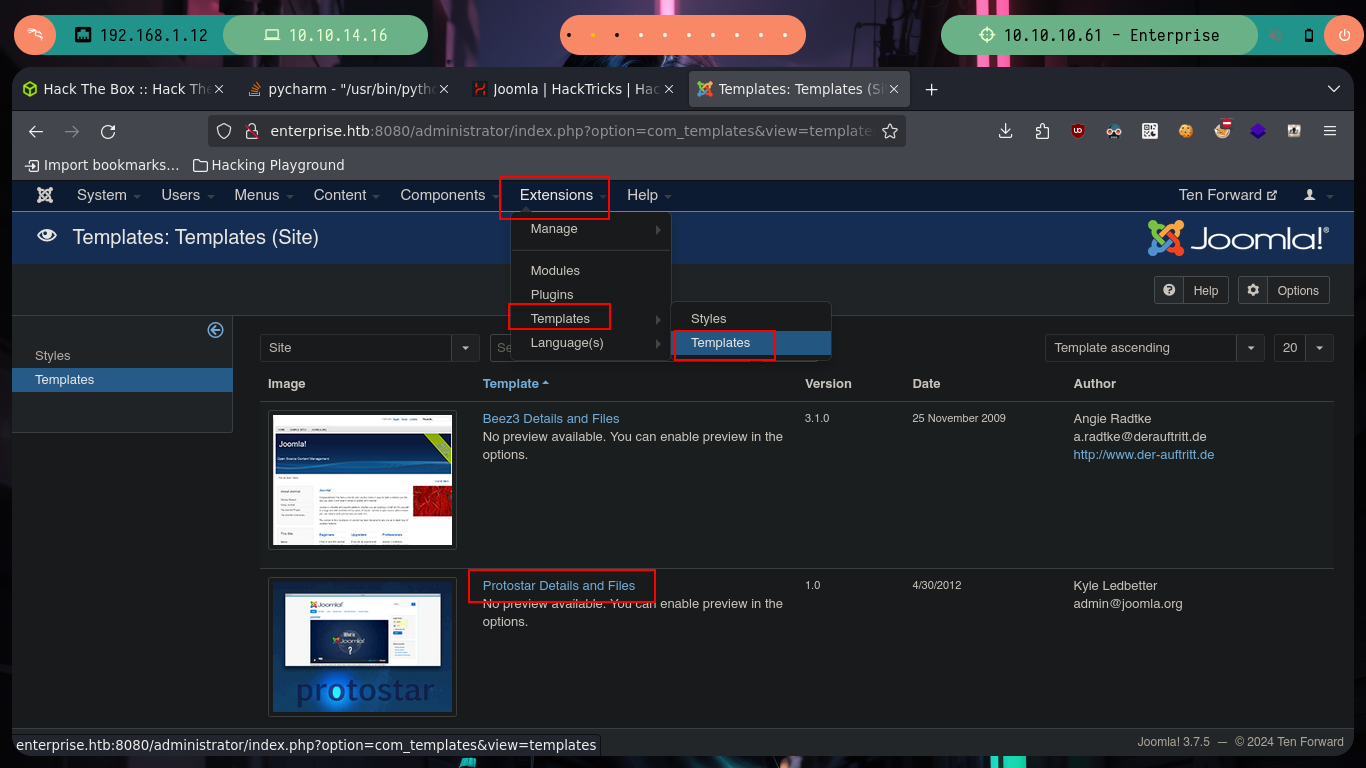 192.168.1.12
10.10.14.16
10.10.10.61 - Enterprise
Hack The Box :: Hack The
pycharm - "/usr/bin/pyth
Joomla | HackTricks | Hac
Templates: Templates (Si
enterprise.htb:8080/administrator/index.php?option=com_templates&view=template
Import bookmarks...
Hacking Playground
System
Users
Menus
Content
Components
Extensions
Help
Ten Forward
Templates: Templates (Site)
Joomla!®
Manage
Modules
Plugins
Templates
Language(s)
Styles
Templates
Help
Options
Styles
Templates
Site
Se
Template ascending
20
Image
Template
Version
Date
Author
Beez3 Details and Files
No preview available. You can enable preview in the
options.
3.1.0
25 November 2009
Angie Radtke
a.radtke@derauftritt.de
http://www.der-auftritt.de
Joomla!
Protostar Details and Files
No preview available. You can enable preview in the
options.
1.0
4/30/2012
Kyle Ledbetter
admin@joomla.org
Joomla!
protostar
enterprise.htb:8080/administrator/index.php?option=com_templates&view=templates
Joomla! 3.7.5 — © 2024 Ten Forward